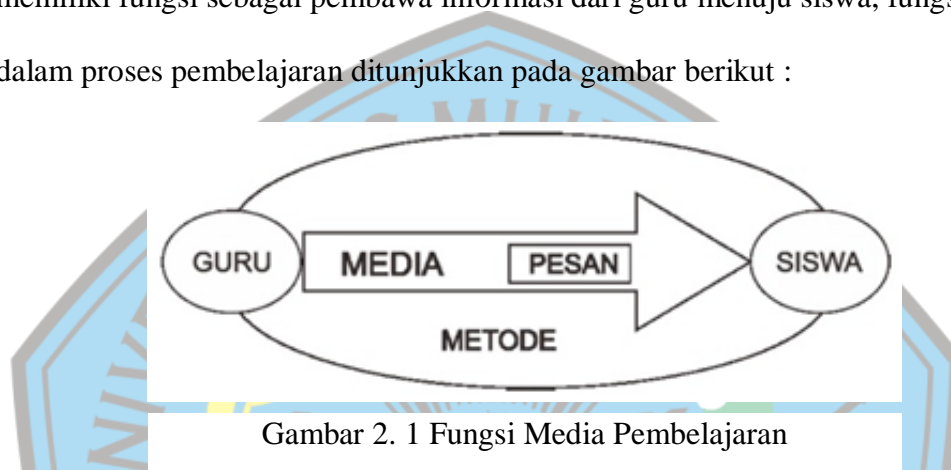 memiliki fungsi sebagai pembawa informasi dari guru menuju siswa, fungs
dalam proses pembelajaran ditunjukkan pada gambar berikut :
GURU MEDIA PESAN SISWA
METODE
Gambar 2. 1 Fungsi Media Pembelajaran